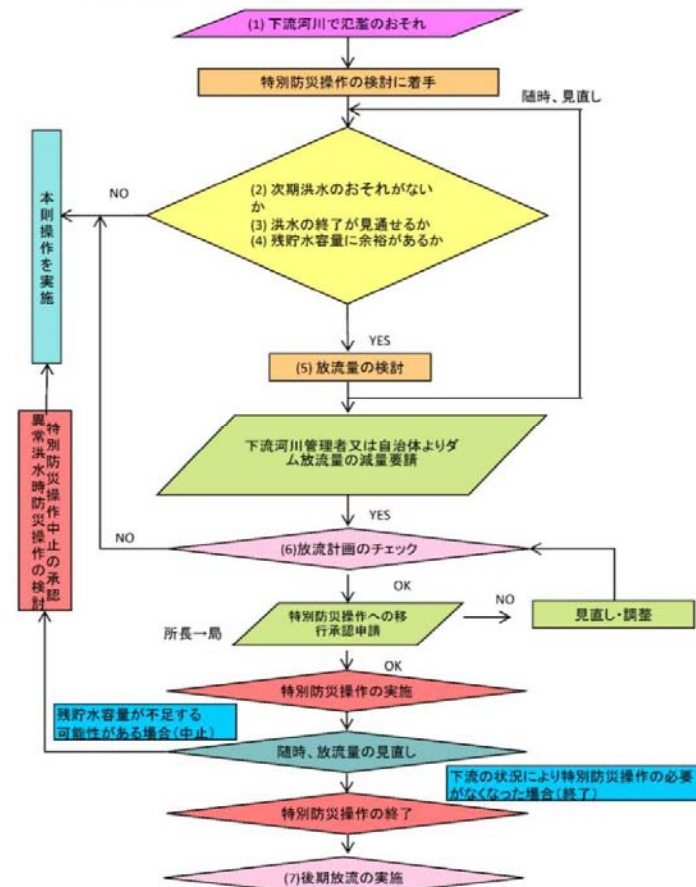 (1) 下流河川で氾濫のおそれ
特別防災操作の検討に着手
随時、見直し
NO
(2) 次期洪水のおそれがない
か
(3) 洪水の終了が見通せるか
(4) 残貯水容量に余裕があるか
本則操作を実施
YES
(5) 放流量の検討
下流河川管理者又は自治体よりダ
ム放流量の減量要請
YES
NO
(6)放流計画のチェック
OK
特別防災操作への移
行承認申請
所長→局
NO
見直し・調整
OK
特別防災操作の実施
特別防災操作中止の承認
異常洪水時防災操作の検討
残貯水容量が不足する
可能性がある場合(中止)
随時、放流量の見直し
下流の状況により特別防災操作の必要
がなくなった場合(終了)
特別防災操作の終了
(7)後期放流の実施